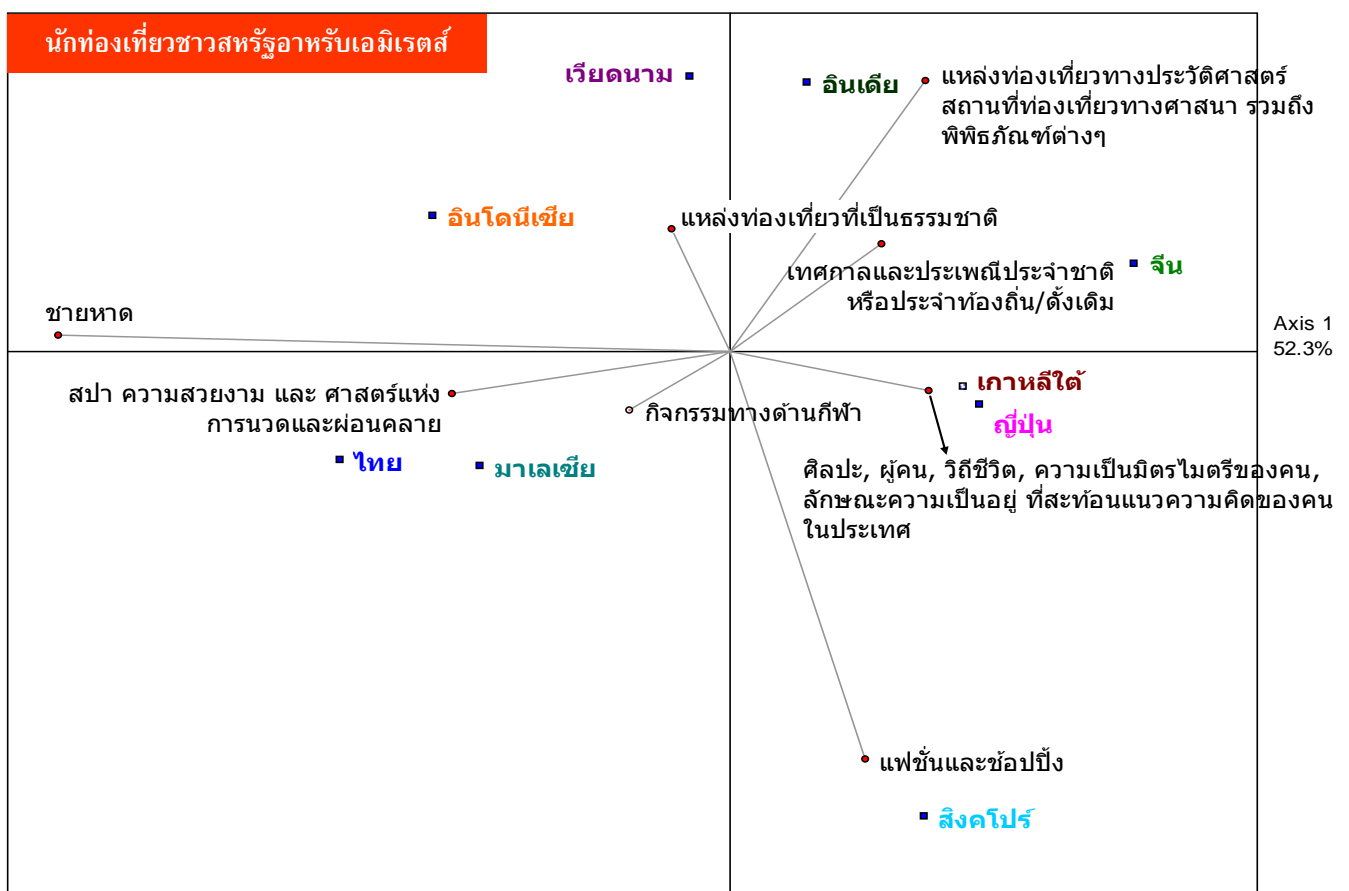 นักท่องเที่ยวชาวสหรัฐอาหรับเอมิเรตส์
เวียดนาม
อินเดีย
แหล่งท่องเที่ยวทางประวัติศาสตร์
สถานที่ท่องเที่ยวทางศาสนา รวมถึง
พิพิธภัณฑ์ต่างๆ
อินโดนีเซีย
แหล่งท่องเที่ยวที่เป็นธรรมชาติ
เทศกาลและประเพณีประจำชาติ
หรือประจำท้องถิ่น/ดั้งเดิม
จีน
ชายหาด
Axis 1
52.3%
สปา ความสวยงาม และ ศาสตร์แห่ง
การนวดและผ่อนคลาย
กิจกรรมทางด้านกีฬา
เกาหลีใต้
ญี่ปุ่น
ไทย
มาเลเซีย
ศิลปะ, ผู้คน, วิถีชีวิต, ความเป็นมิตรไมตรีของคน,
ลักษณะความเป็นอยู่ ที่สะท้อนแนวความคิดของคน
ในประเทศ
แฟชั่นและช้อปปิ้ง
สิงคโปร์